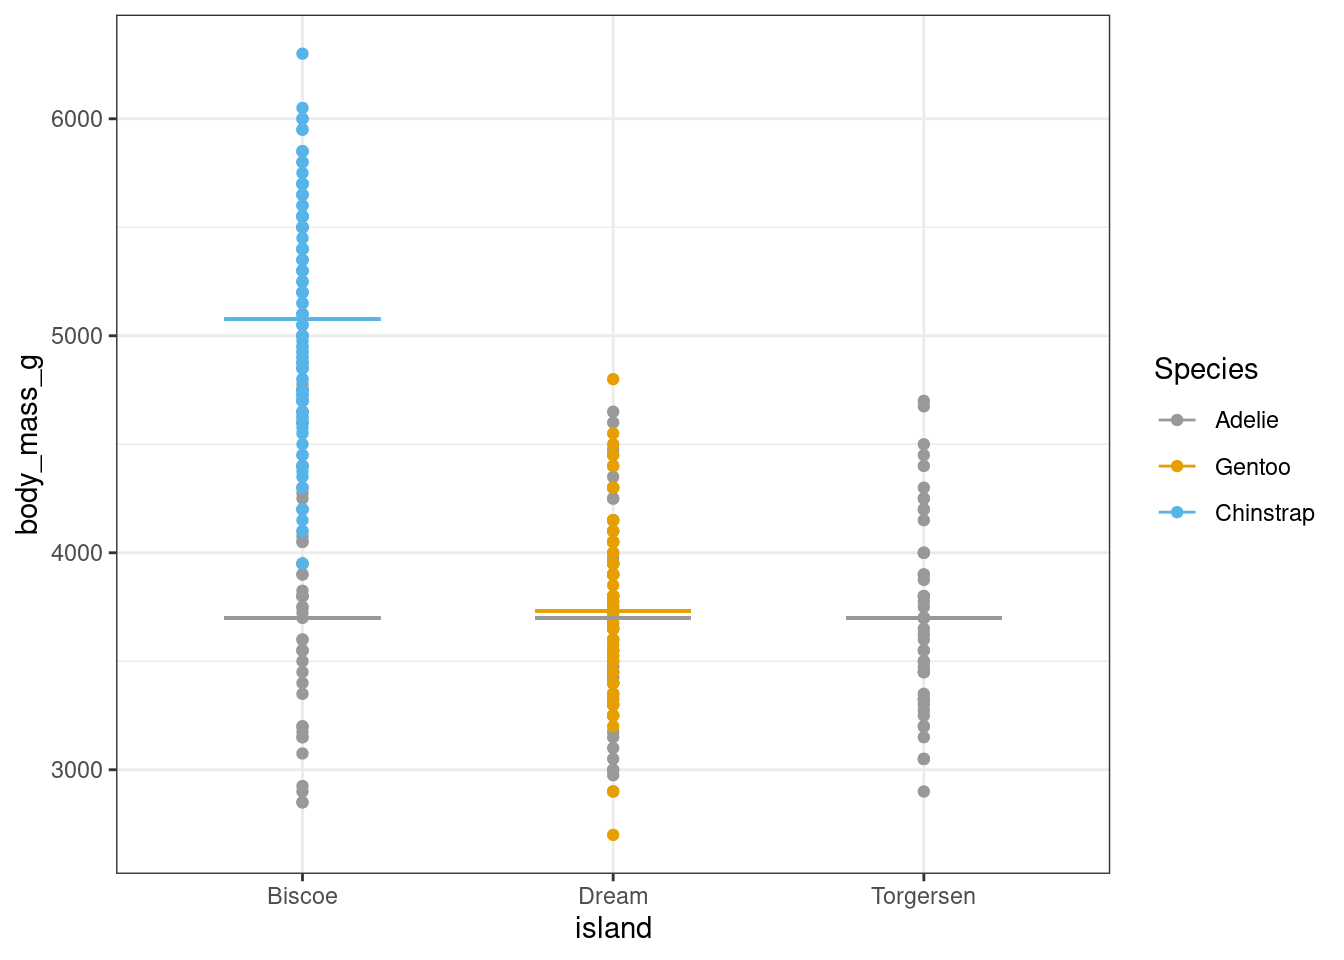 6000
5000
4000
3000
body_mass_g
Biscoe
Dream
Torgersen
island
Species
Adelie
Gentoo
Chinstrap